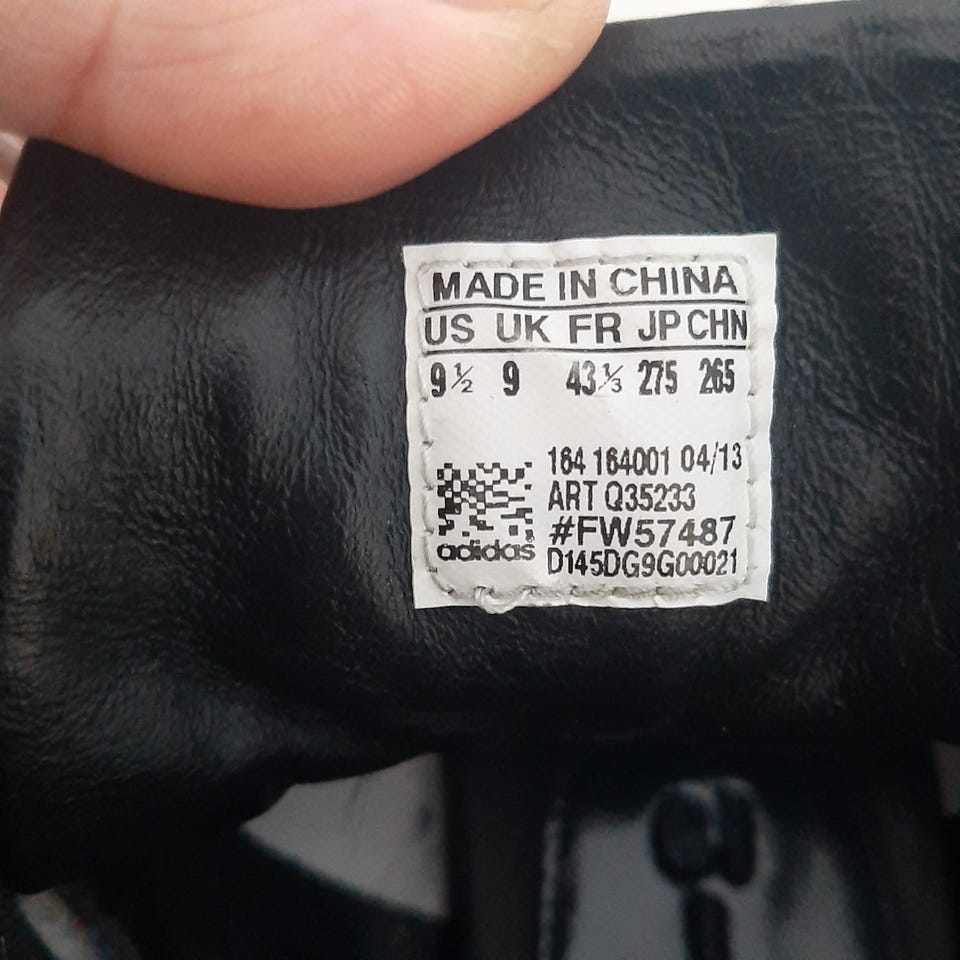 MADE IN CHINA
US UK FR JP CHN
9½ 9 43⅓ 275 265
164 164001 04/13
ART Q35233
#FW57487
adidas
D145DG9G00021